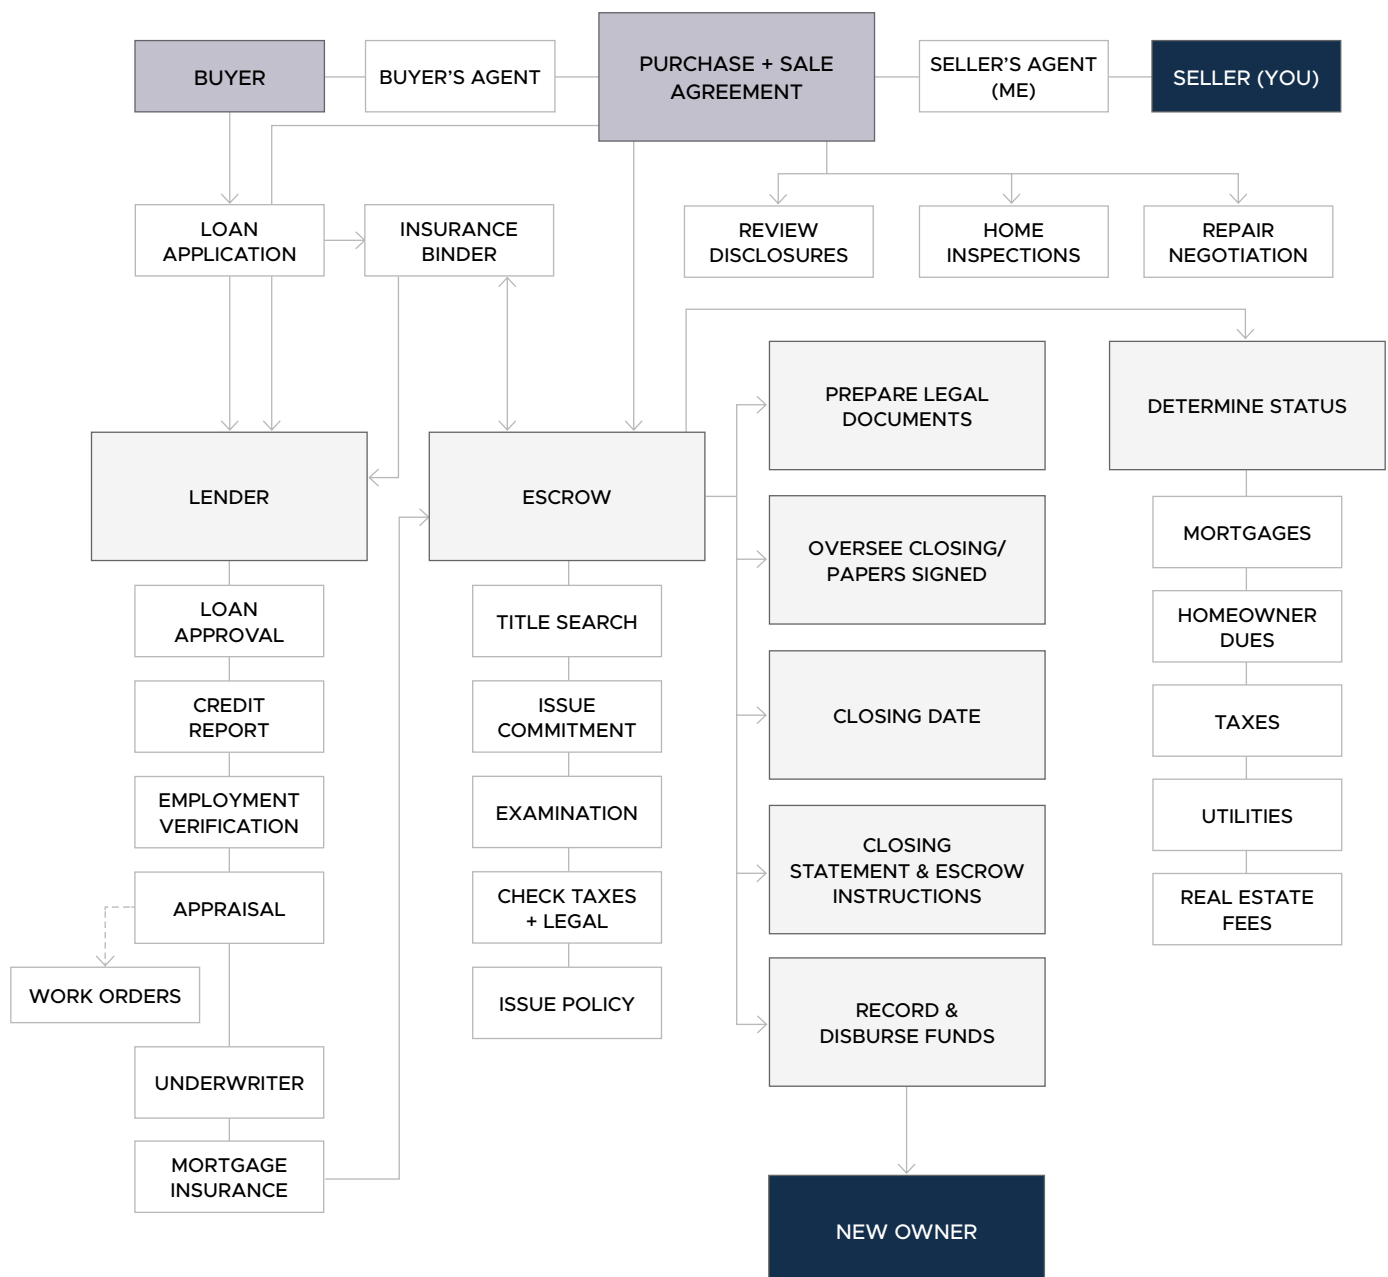 BUYER
BUYER'S AGENT
PURCHASE + SALE
AGREEMENT
SELLER'S AGENT
(ME)
SELLER (YOU)
LOAN
APPLICATION
INSURANCE
BINDER
REVIEW
DISCLOSURES
HOME
INSPECTIONS
REPAIR
NEGOTIATION
LENDER
ESCROW
PREPARE LEGAL
DOCUMENTS
DETERMINE STATUS
OVERSEE CLOSING/
PAPERS SIGNED
CLOSING DATE
CLOSING
STATEMENT & ESCROW
INSTRUCTIONS
RECORD &
DISBURSE FUNDS
NEW OWNER
LOAN
APPROVAL
CREDIT
REPORT
EMPLOYMENT
VERIFICATION
APPRAISAL
WORK ORDERS
UNDERWRITER
MORTGAGE
INSURANCE
TITLE SEARCH
ISSUE
COMMITMENT
EXAMINATION
CHECK TAXES
+ LEGAL
ISSUE POLICY
MORTGAGES
HOMEOWNER
DUES
TAXES
UTILITIES
REAL ESTATE
FEES